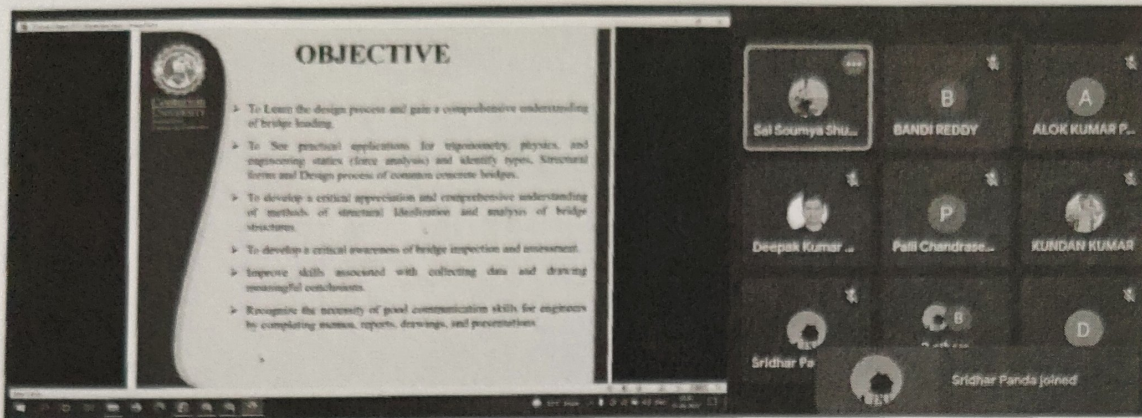 OBJECTIVE
UNIVERSITY
➢ To Learn the design process and gain a comprehensive understanding
of bridge loading.
➢ To See practical applications for trigonometry, physics, and
engineering statics (force analysis) and identify types, Structural
forms and Design process of common concrete bridges.
➢ To develop a critical appreciation and comprehensive understanding
of methods of structural Idealization and analysis of bridge
structures.
➢ To develop a critical awareness of bridge inspection and assessment.
➢ Improve skills associated with collecting data and drawing
meaningful conclusions.
➢ Recognize the necessity of good communication skills for engineers
by completing memos, reports, drawings, and presentations
Sai Soumya Shu...
B
BANDI REDDY
A
ALOK KUMAR P...
Deepak Kumar ...
P
Palli Chandrase...
KUNDAN KUMAR
Sridhar Pa
B
D
Sridhar Panda joined